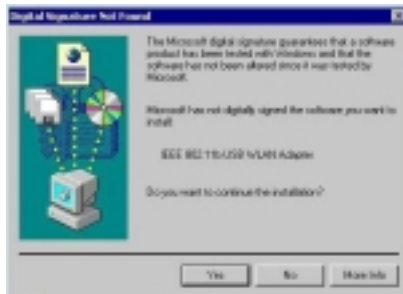 Digital Signature Not Found
The Microsoft digital signature guarantees that a software
product has been tested with Windows and that the
software has not been altered since it was tested by
Microsoft.
Microsoft has not digitally signed the software you want to
install:
IEEE 802.11b USB WLAN Adapter
Do you want to continue the installation?
Yes
No
More Info